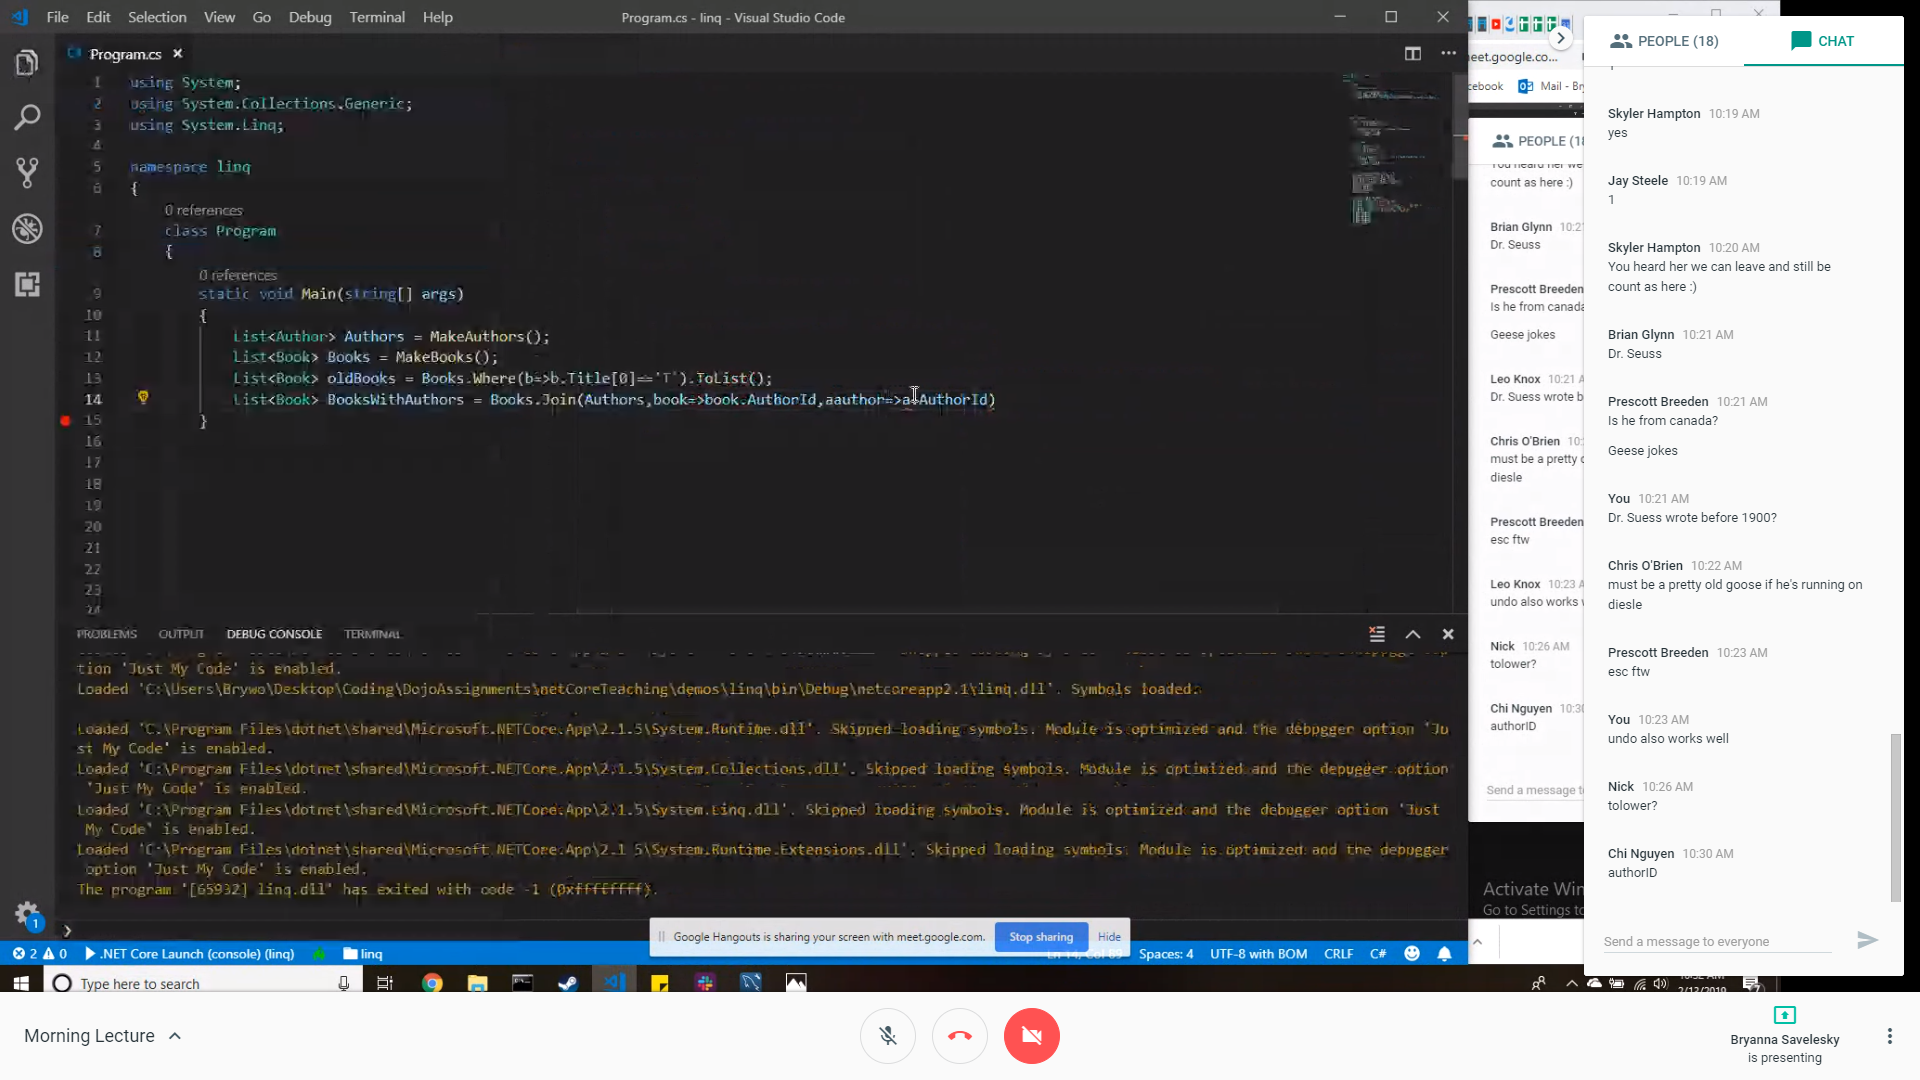 File Edit Selection View Go Debug Terminal Help
Program.cs - linq - Visual Studio Code
Program.cs
1 using System;
2 using System.Collections.Generic;
3 using System.Linq;
4
5 namespace linq
6 {
0 references
7 class Program
8 {
0 references
9 static void Main(string[] args)
10 {
11 List<Author> Authors = MakeAuthors();
12 List<Book> Books = MakeBooks();
13 List<Book> oldBooks = Books.Where(b=>b.Title[0]=='T').ToList();
14 List<Book> BooksWithAuthors = Books.Join(Authors,book=>book.AuthorId,aauthor=>a.AuthorId)
15 }
16
17
18
19
20
21
22
23
24
PROBLEMS OUTPUT DEBUG CONSOLE TERMINAL
tion 'Just My Code' is enabled.
Loaded 'C:\Users\Brywo\Desktop\Coding\DojoAssignments\netCoreTeaching\demos\linq\bin\Debug\netcoreapp2.1\linq.dll'. Symbols loaded.
Loaded 'C:\Program Files\dotnet\shared\Microsoft.NETCore.App\2.1.5\System.Runtime.dll'. Skipped loading symbols. Module is optimized and the debugger option 'Ju
st My Code' is enabled.
Loaded 'C:\Program Files\dotnet\shared\Microsoft.NETCore.App\2.1.5\System.Collections.dll'. Skipped loading symbols. Module is optimized and the debugger option
'Just My Code' is enabled.
Loaded 'C:\Program Files\dotnet\shared\Microsoft.NETCore.App\2.1.5\System.Linq.dll'. Skipped loading symbols. Module is optimized and the debugger option 'Just
My Code' is enabled.
Loaded 'C:\Program Files\dotnet\shared\Microsoft.NETCore.App\2.1.5\System.Runtime.Extensions.dll'. Skipped loading symbols. Module is optimized and the debugger
option 'Just My Code' is enabled.
The program '[65932] linq.dll' has exited with code -1 (0xffffffff).
Google Hangouts is sharing your screen with meet.google.com. Stop sharing Hide
1
2 0 .NET Core Launch (console) (linq) linq
Spaces: 4 UTF-8 with BOM CRLF C#
Type here to search
eet.google.co...
cebook Mail - Br
PEOPLE (18
You heard her we
count as here :)
Brian Glynn 10:2
Dr. Seuss
Prescott Breeden
Is he from canada?
Geese jokes
Leo Knox 10:21
Dr. Suess wrote b
Chris O'Brien 10:
must be a pretty
diesle
Prescott Breeden
esc ftw
Leo Knox 10:23 A
undo also works
Nick 10:26 AM
tolower?
Chi Nguyen 10:30
authorID
Send a message to
Activate Win
Go to Settings to
PEOPLE (18) CHAT
Skyler Hampton 10:19 AM
yes
Jay Steele 10:19 AM
1
Skyler Hampton 10:20 AM
You heard her we can leave and still be
count as here :)
Brian Glynn 10:21 AM
Dr. Seuss
Prescott Breeden 10:21 AM
Is he from canada?
Geese jokes
You 10:21 AM
Dr. Suess wrote before 1900?
Chris O'Brien 10:22 AM
must be a pretty old goose if he's running on
diesle
Prescott Breeden 10:23 AM
esc ftw
You 10:23 AM
undo also works well
Nick 10:26 AM
tolower?
Chi Nguyen 10:30 AM
authorID
Send a message to everyone
Morning Lecture
Bryanna Savelesky
is presenting